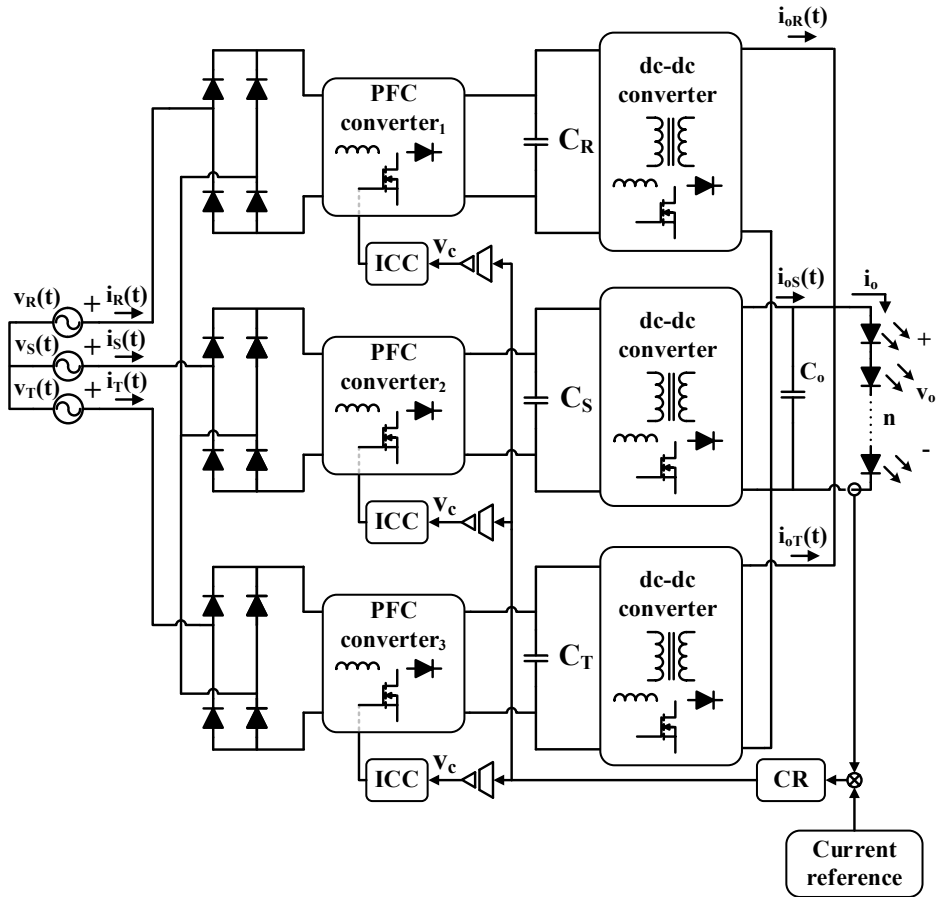 i_oR(t)
PFC
converter₁
dc-dc
converter
C_R
ICC
v_c
v_R(t)
+
i_R(t)
v_S(t)
+
i_S(t)
v_T(t)
+
i_T(t)
PFC
converter₂
C_S
dc-dc
converter
i_oS(t)
i_o
C_o
+
v_o
n
-
ICC
v_c
i_oT(t)
PFC
converter₃
C_T
dc-dc
converter
ICC
v_c
CR
Current
reference